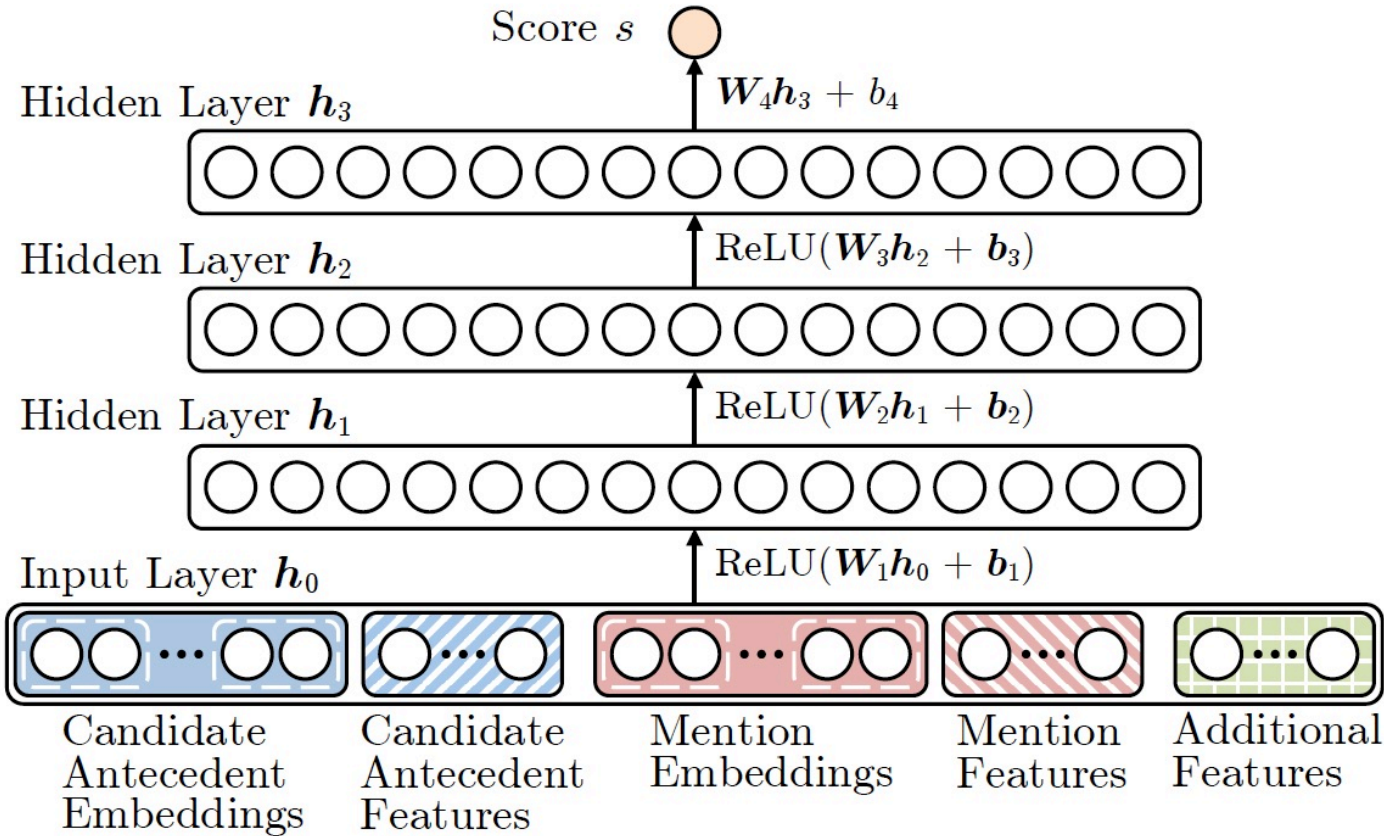 Score s
W₄h₃ + b₄
Hidden Layer h₃
ReLU(W₃h₂ + b₃)
Hidden Layer h₂
ReLU(W₂h₁ + b₂)
Hidden Layer h₁
ReLU(W₁h₀ + b₁)
Input Layer h₀
Candidate
Antecedent
Embeddings
Candidate
Antecedent
Features
Mention
Embeddings
Mention
Features
Additional
Features